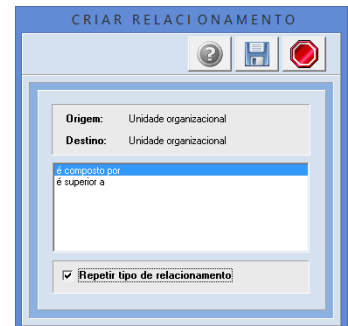 CRIAR RELACIONAMENTO
Origem: Unidade organizacional
Destino: Unidade organizacional
é composto por
é superior a
Repetir tipo de relacionamento